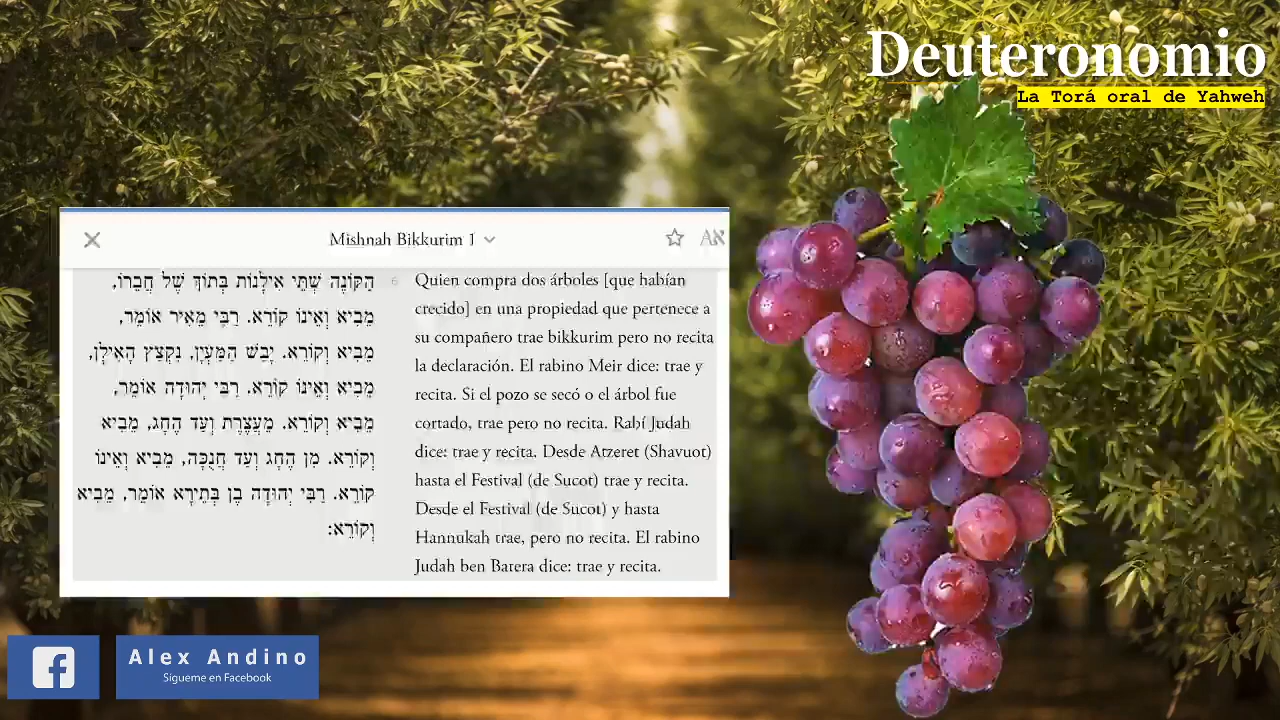 Deuteronomio
La Torá oral de Yahweh
Mishnah Bikkurim 1
הַקּוֹנֶה שְׁתֵּי אִילָנוֹת בְּתוֹךְ שֶׁל חֲבֵרוֹ,
מֵבִיא וְאֵינוֹ קוֹרֵא. רַבִּי מֵאִיר אוֹמֵר,
מֵבִיא וְקוֹרֵא. יָבַשׁ הַמַּעְיָן, נִקְצַץ הָאִילָן,
מֵבִיא וְאֵינוֹ קוֹרֵא. רַבִּי יְהוּדָה אוֹמֵר,
מֵבִיא וְקוֹרֵא. מֵעֲצֶרֶת וְעַד הֶחָג, מֵבִיא
וְקוֹרֵא. מִן הֶחָג וְעַד חֲנֻכָּה, מֵבִיא וְאֵינוֹ
קוֹרֵא. רַבִּי יְהוּדָה בֶן בְּתֵירָא אוֹמֵר, מֵבִיא
וְקוֹרֵא:
6
Quien compra dos árboles [que habían
crecido] en una propiedad que pertenece a
su compañero trae bikkurim pero no recita
la declaración. El rabino Meir dice: trae y
recita. Si el pozo se secó o el árbol fue
cortado, trae pero no recita. Rabí Judah
dice: trae y recita. Desde Atzeret (Shavuot)
hasta el Festival (de Sucot) trae y recita.
Desde el Festival (de Sucot) y hasta
Hannukah trae, pero no recita. El rabino
Judah ben Batera dice: trae y recita.
Alex Andino
Sigueme en Facebook